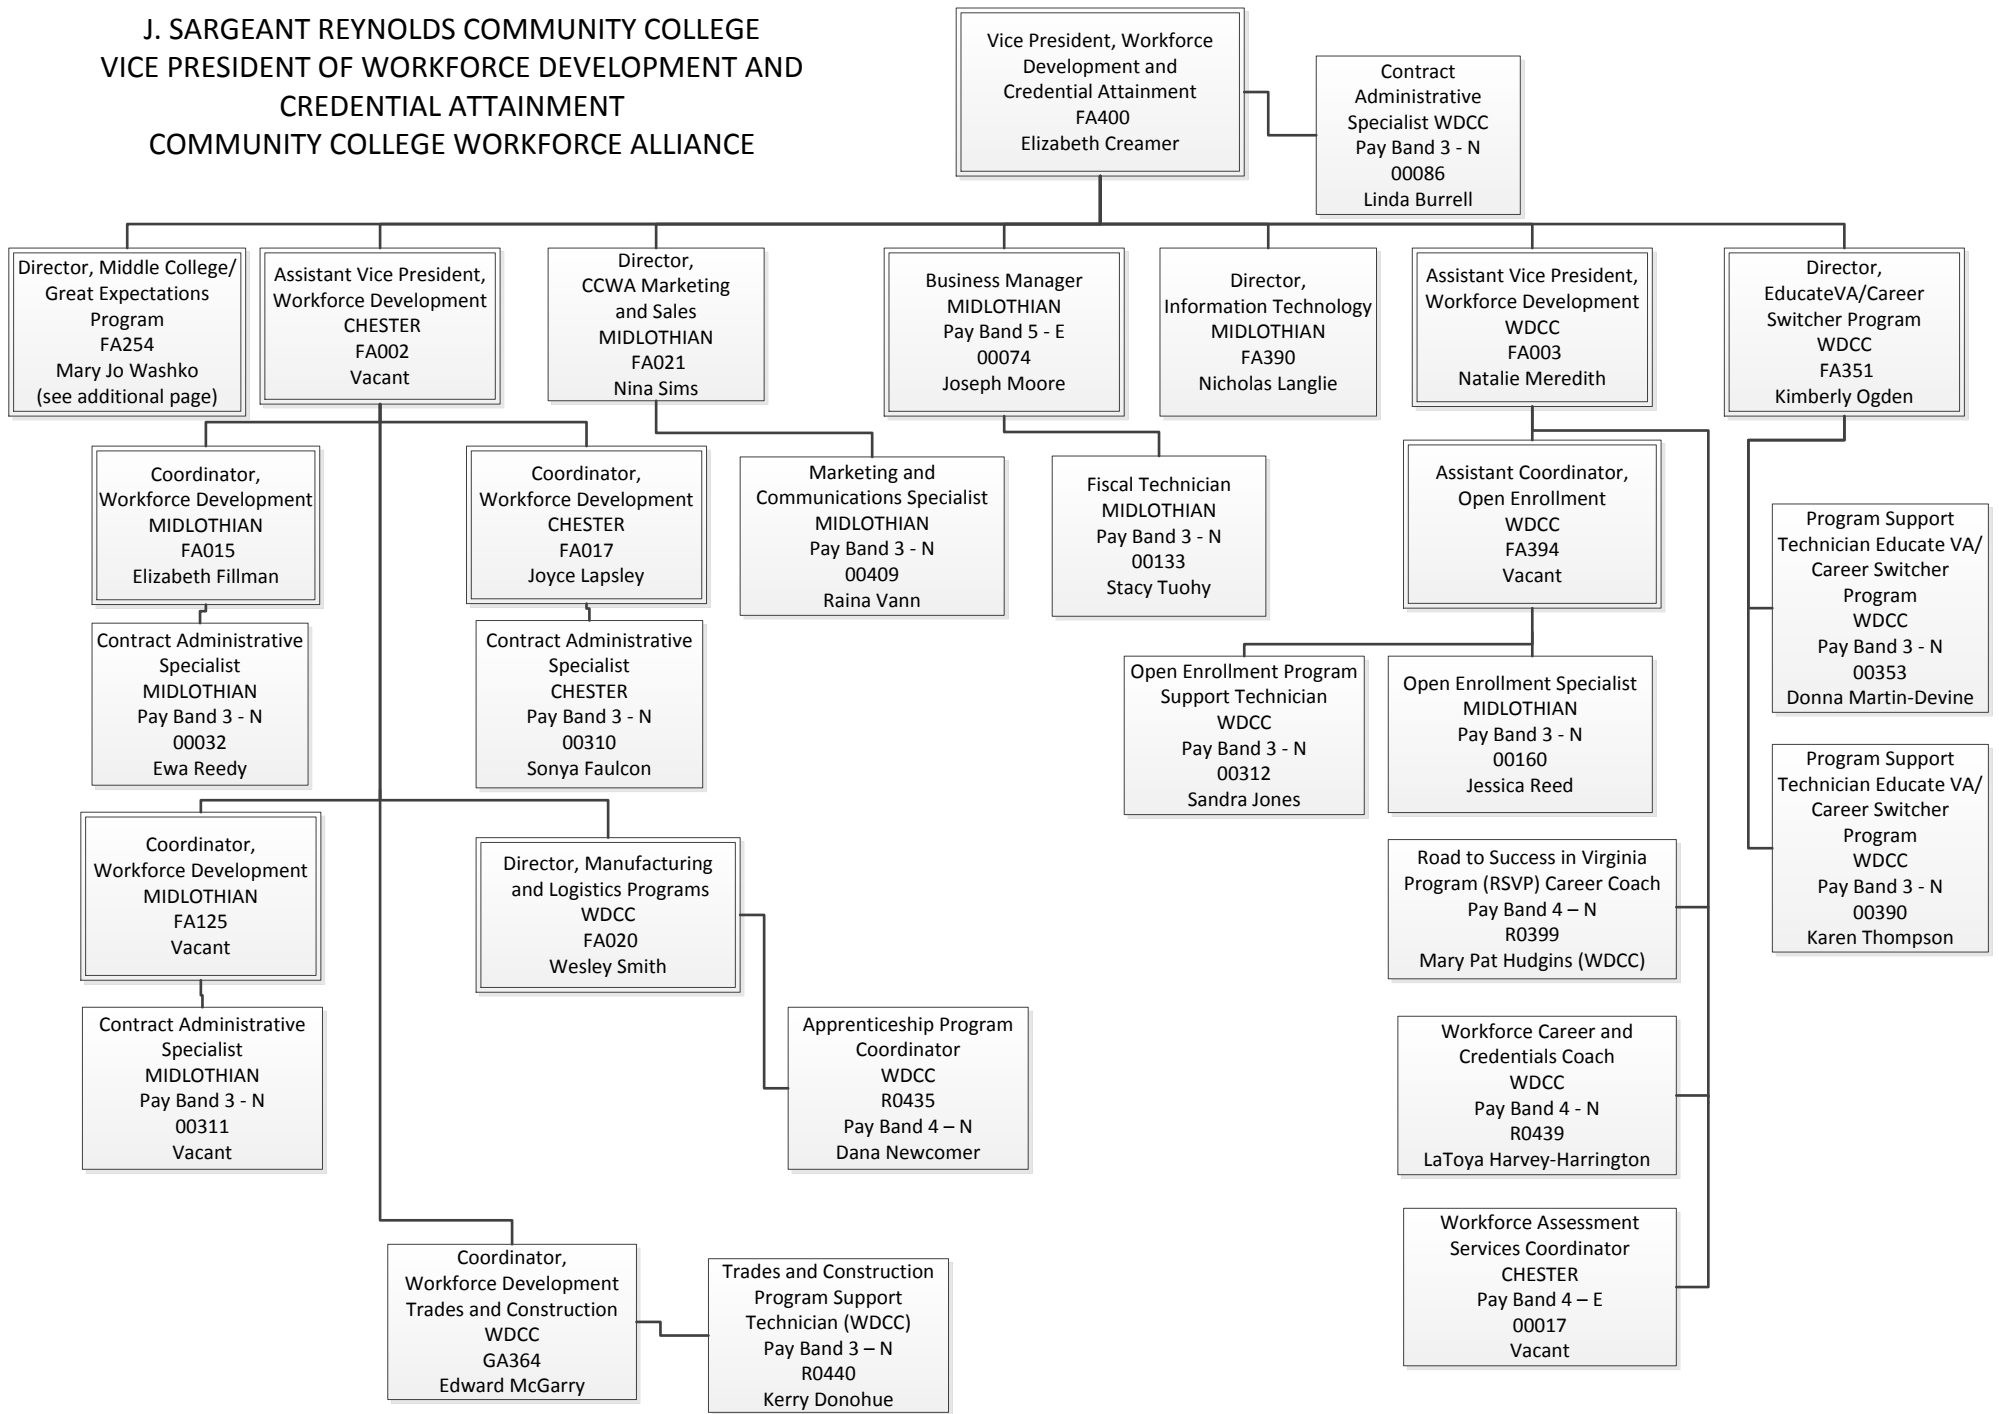 J. SARGEANT REYNOLDS COMMUNITY COLLEGE
VICE PRESIDENT OF WORKFORCE DEVELOPMENT AND
CREDENTIAL ATTAINMENT
COMMUNITY COLLEGE WORKFORCE ALLIANCE
Vice President, Workforce
Development and
Credential Attainment
FA400
Elizabeth Creamer
Contract
Administrative
Specialist WDCC
Pay Band 3 - N
00086
Linda Burrell
Director, Middle College/
Great Expectations
Program
FA254
Mary Jo Washko
(see additional page)
Assistant Vice President,
Workforce Development
CHESTER
FA002
Vacant
Director,
CCWA Marketing
and Sales
MIDLOTHIAN
FA021
Nina Sims
Business Manager
MIDLOTHIAN
Pay Band 5 - E
00074
Joseph Moore
Director,
Information Technology
MIDLOTHIAN
FA390
Nicholas Langlie
Assistant Vice President,
Workforce Development
WDCC
FA003
Natalie Meredith
Director,
EducateVA/Career
Switcher Program
WDCC
FA351
Kimberly Ogden
Coordinator,
Workforce Development
MIDLOTHIAN
FA015
Elizabeth Fillman
Coordinator,
Workforce Development
CHESTER
FA017
Joyce Lapsley
Marketing and
Communications Specialist
MIDLOTHIAN
Pay Band 3 - N
00409
Raina Vann
Fiscal Technician
MIDLOTHIAN
Pay Band 3 - N
00133
Stacy Tuohy
Assistant Coordinator,
Open Enrollment
WDCC
FA394
Vacant
Program Support
Technician Educate VA/
Career Switcher
Program
WDCC
Pay Band 3 - N
00353
Donna Martin-Devine
Contract Administrative
Specialist
MIDLOTHIAN
Pay Band 3 - N
00032
Ewa Reedy
Contract Administrative
Specialist
CHESTER
Pay Band 3 - N
00310
Sonya Faulcon
Open Enrollment Program
Support Technician
WDCC
Pay Band 3 - N
00312
Sandra Jones
Open Enrollment Specialist
MIDLOTHIAN
Pay Band 3 - N
00160
Jessica Reed
Program Support
Technician Educate VA/
Career Switcher
Program
WDCC
Pay Band 3 - N
00390
Karen Thompson
Coordinator,
Workforce Development
MIDLOTHIAN
FA125
Vacant
Director, Manufacturing
and Logistics Programs
WDCC
FA020
Wesley Smith
Road to Success in Virginia
Program (RSVP) Career Coach
Pay Band 4 – N
R0399
Mary Pat Hudgins (WDCC)
Contract Administrative
Specialist
MIDLOTHIAN
Pay Band 3 - N
00311
Vacant
Apprenticeship Program
Coordinator
WDCC
R0435
Pay Band 4 – N
Dana Newcomer
Workforce Career and
Credentials Coach
WDCC
Pay Band 4 - N
R0439
LaToya Harvey-Harrington
Workforce Assessment
Services Coordinator
CHESTER
Pay Band 4 – E
00017
Vacant
Coordinator,
Workforce Development
Trades and Construction
WDCC
GA364
Edward McGarry
Trades and Construction
Program Support
Technician (WDCC)
Pay Band 3 – N
R0440
Kerry Donohue